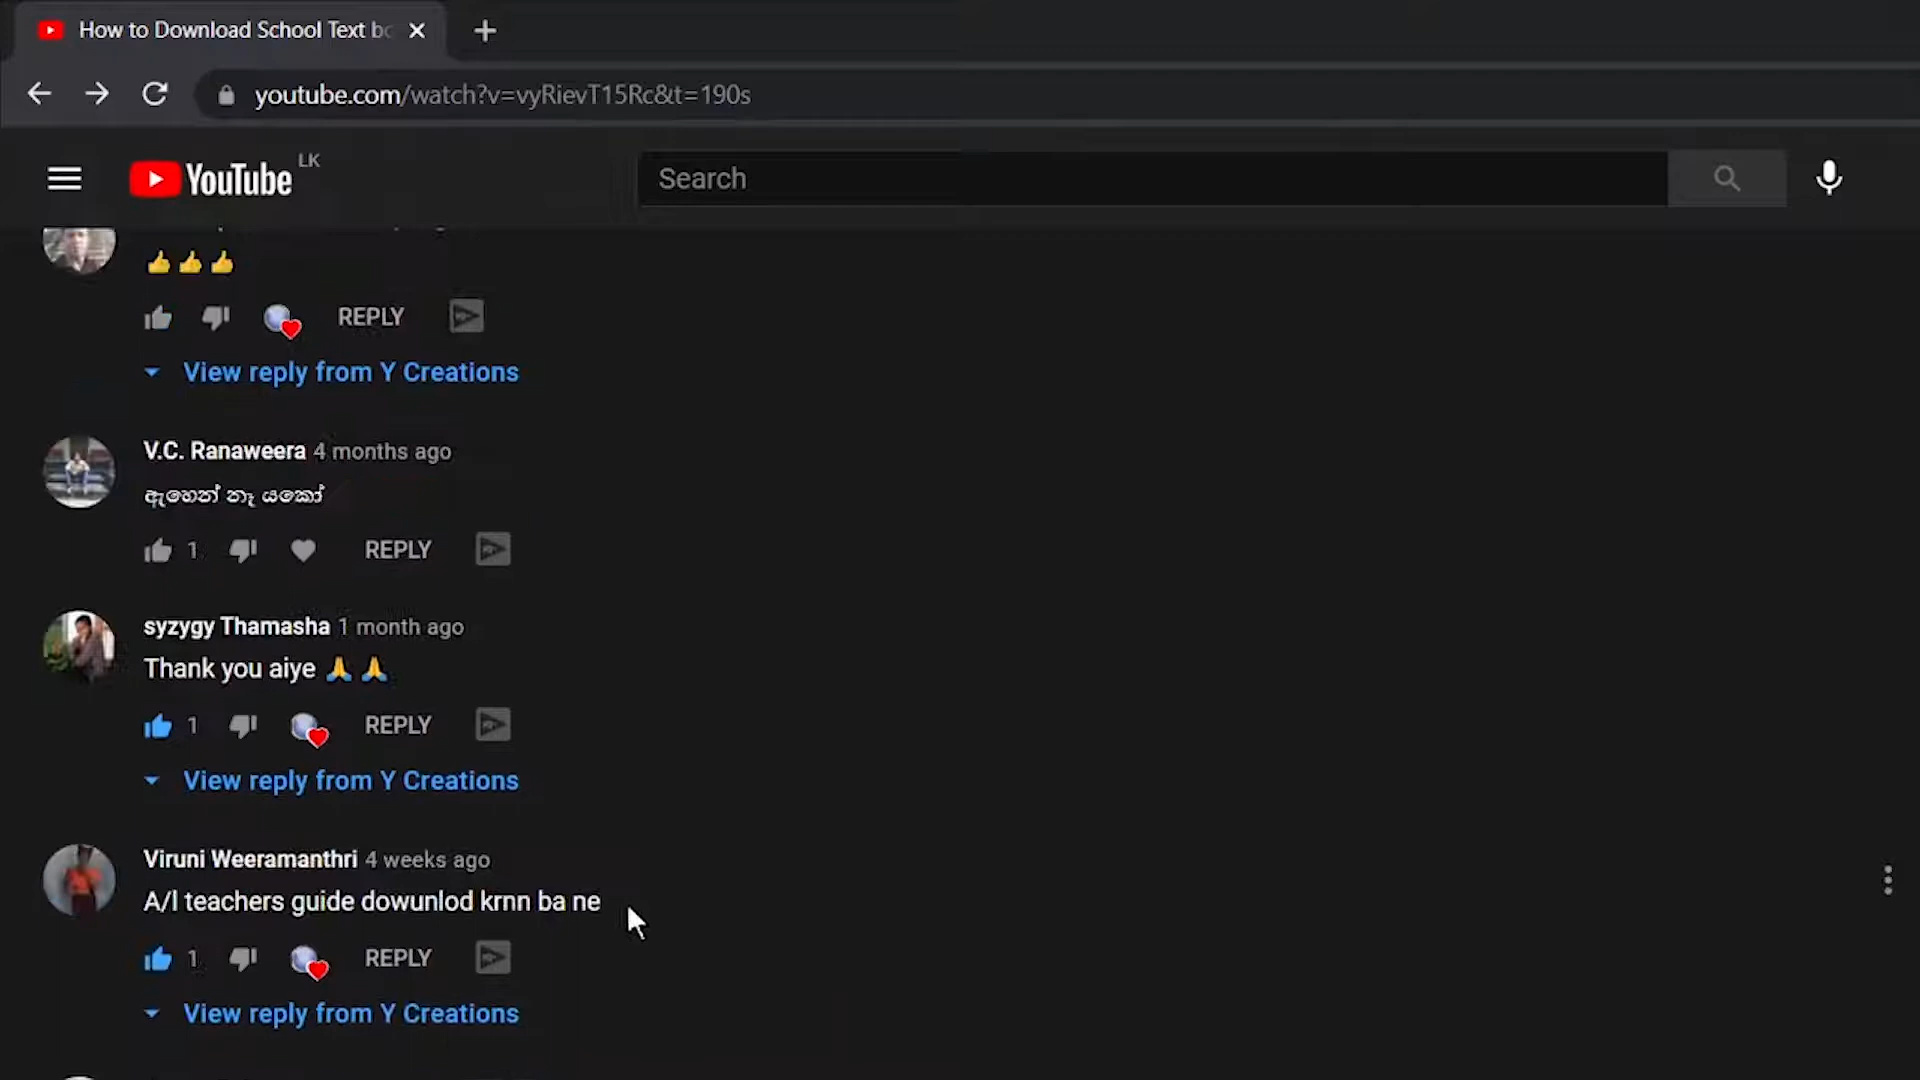 How to Download School Text bo
youtube.com/watch?v=vyRievT15Rc&t=190s
YouTube LK
Search
👍👍👍
REPLY
View reply from Y Creations
V.C. Ranaweera 4 months ago
ඇහෙන් නෑ යකෝ
1 REPLY
syzygy Thamasha 1 month ago
Thank you aiye 🙏🙏
1 REPLY
View reply from Y Creations
Viruni Weeramanthri 4 weeks ago
A/l teachers guide dowunlod krnn ba ne
1 REPLY
View reply from Y Creations